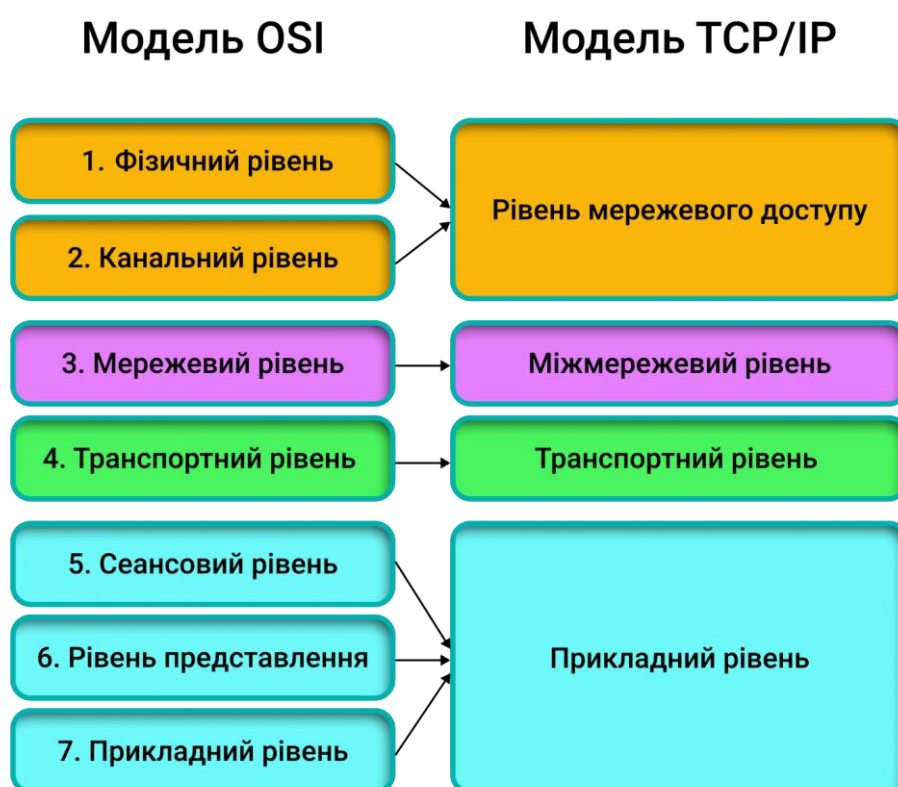 Модель OSI
Модель TCP/IP
1. Фізичний рівень
2. Канальний рівень
Рівень мережевого доступу
3. Мережевий рівень
Міжмережевий рівень
4. Транспортний рівень
Транспортний рівень
5. Сеансовий рівень
6. Рівень представлення
7. Прикладний рівень
Прикладний рівень